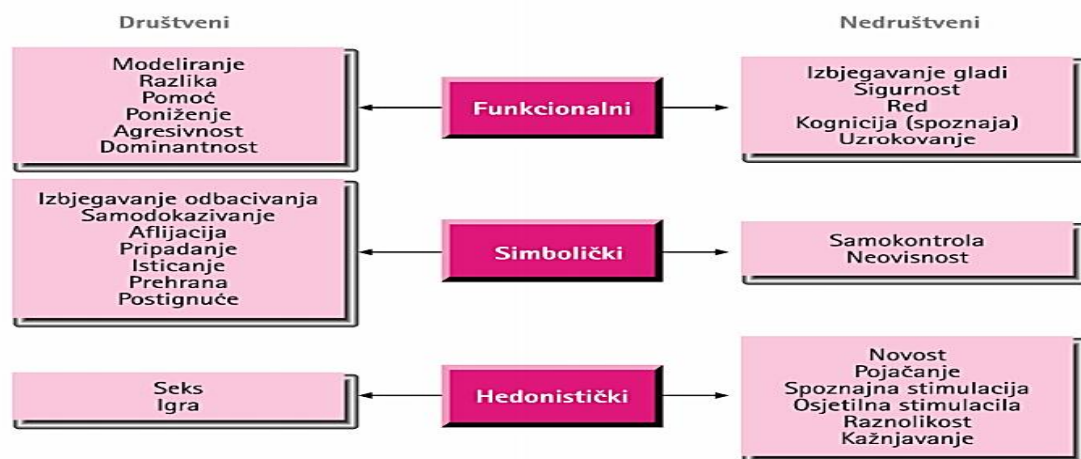 Društveni
Nedruštveni
Modeliranje
Razlika
Pomoć
Poniženje
Agresivnost
Dominantnost
Funkcionalni
Izbjegavanje gladi
Sigurnost
Red
Kognicija (spoznaja)
Uzrokovanje
Izbjegavanje odbacivanja
Samodokazivanje
Aflijacija
Pripadanje
Isticanje
Prehrana
Postignuće
Simbolički
Samokontrola
Neovisnost
Seks
Igra
Hedonistički
Novost
Pojačanje
Spoznajna stimulacija
Osjetilna stimulacila
Raznolikost
Kažnjavanje